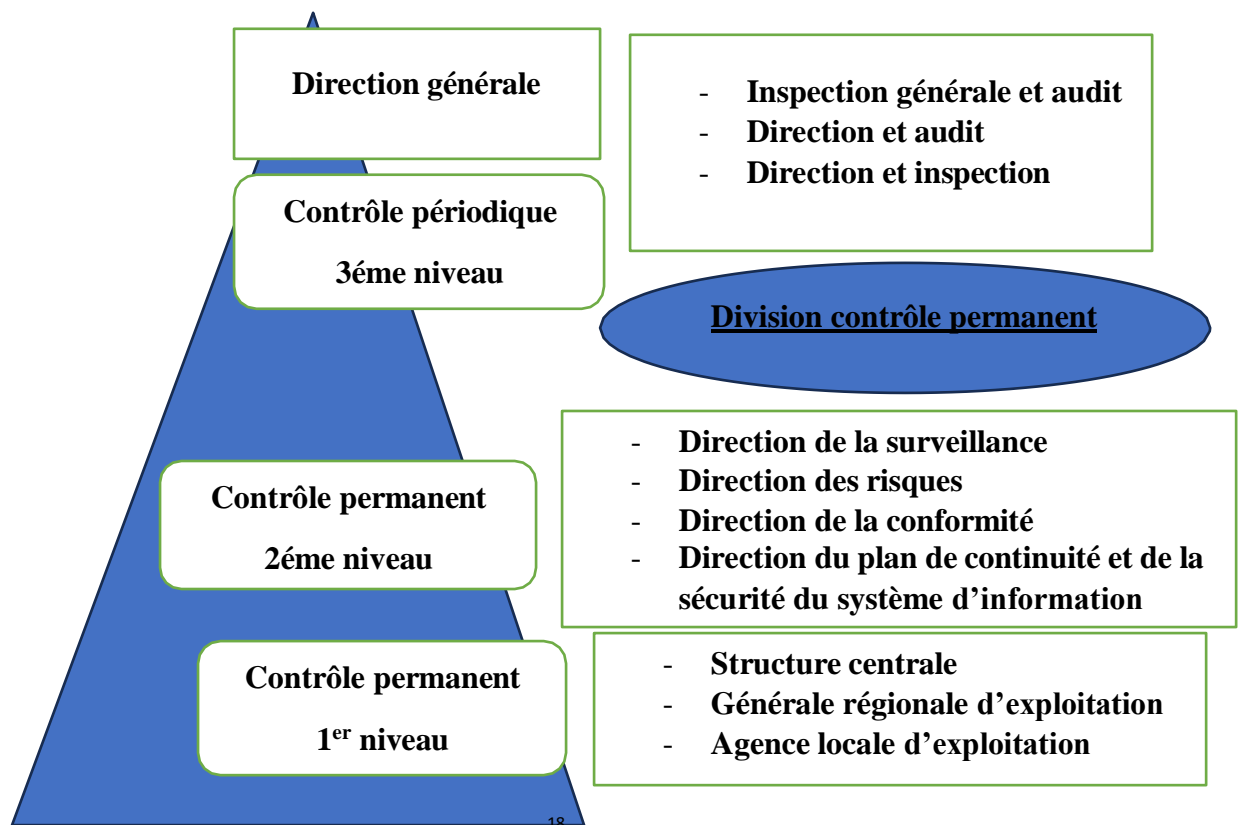 Direction générale
- Inspection générale et audit
- Direction et audit
- Direction et inspection
Contrôle périodique
3éme niveau
Division contrôle permanent
Contrôle permanent
2éme niveau
- Direction de la surveillance
- Direction des risques
- Direction de la conformité
- Direction du plan de continuité et de la
sécurité du système d’information
Contrôle permanent
1er niveau
- Structure centrale
- Générale régionale d’exploitation
- Agence locale d’exploitation
18